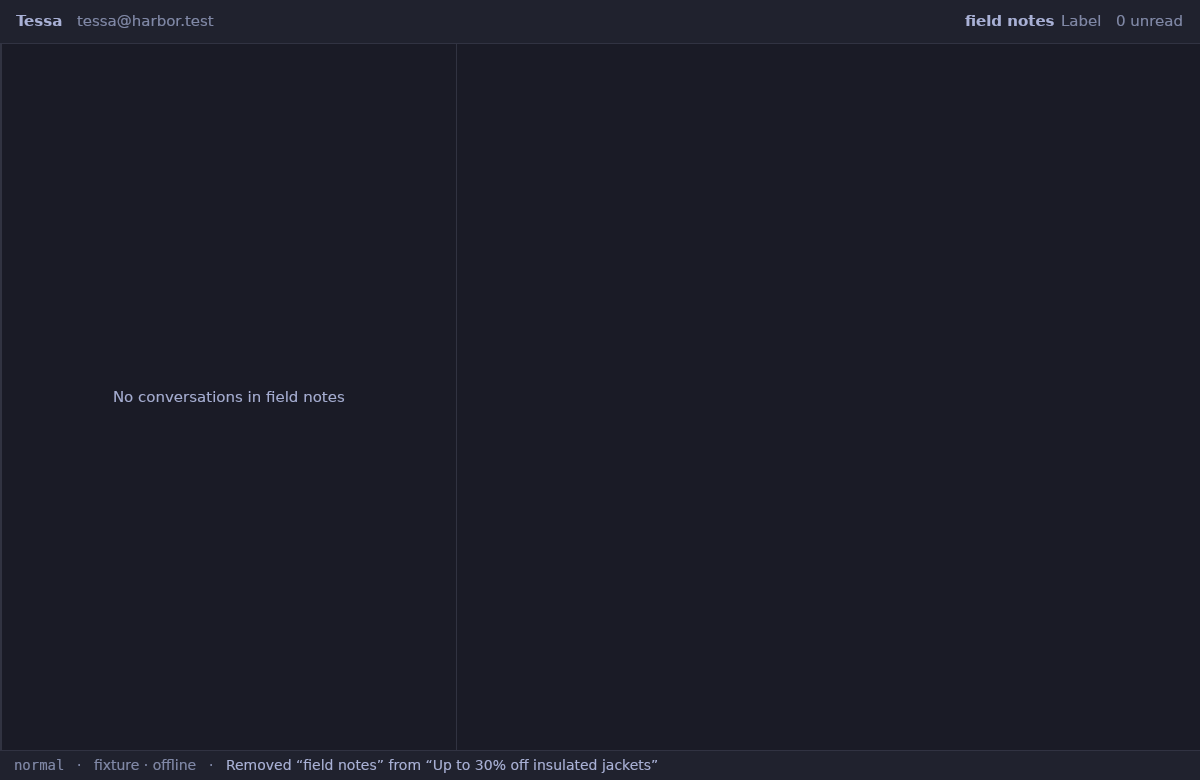 Tessa tessa@harbor.test field notes Label 0 unread
No conversations in field notes
normal · fixture · offline · Removed “field notes” from “Up to 30% off insulated jackets”